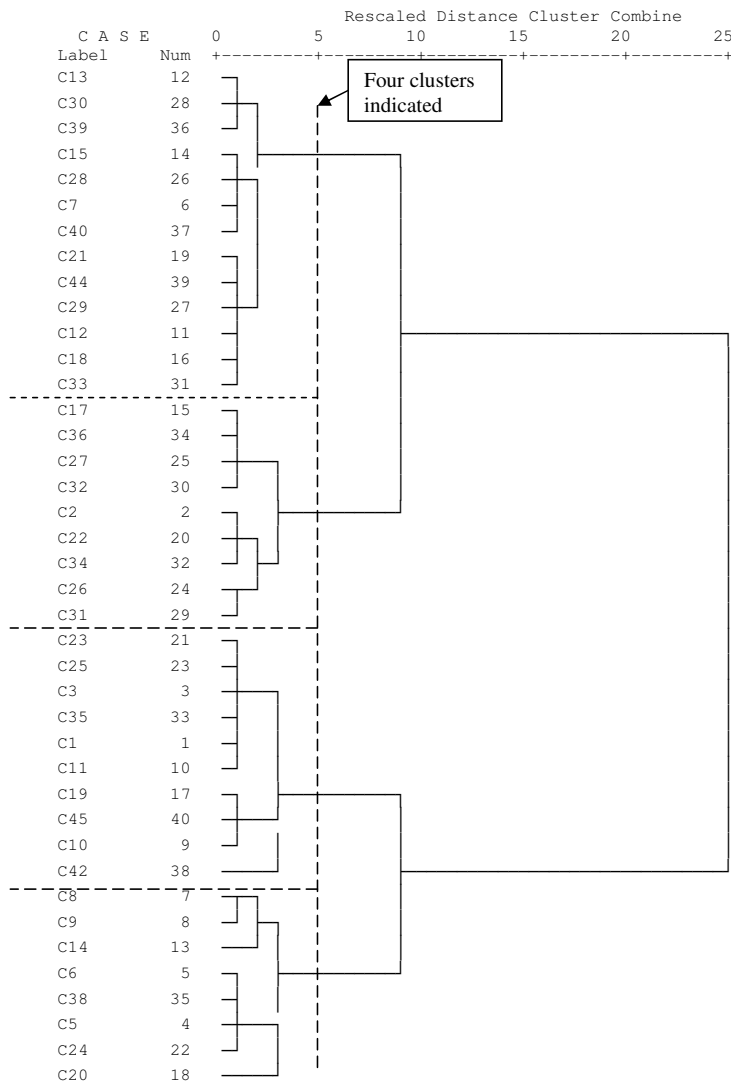 Rescaled Distance Cluster Combine
C A S E 0 5 10 15 20 25
Label Num
Four clusters
indicated
C13 12
C30 28
C39 36
C15 14
C28 26
C7 6
C40 37
C21 19
C44 39
C29 27
C12 11
C18 16
C33 31
C17 15
C36 34
C27 25
C32 30
C2 2
C22 20
C34 32
C26 24
C31 29
C23 21
C25 23
C3 3
C35 33
C1 1
C11 10
C19 17
C45 40
C10 9
C42 38
C8 7
C9 8
C14 13
C6 5
C38 35
C5 4
C24 22
C20 18